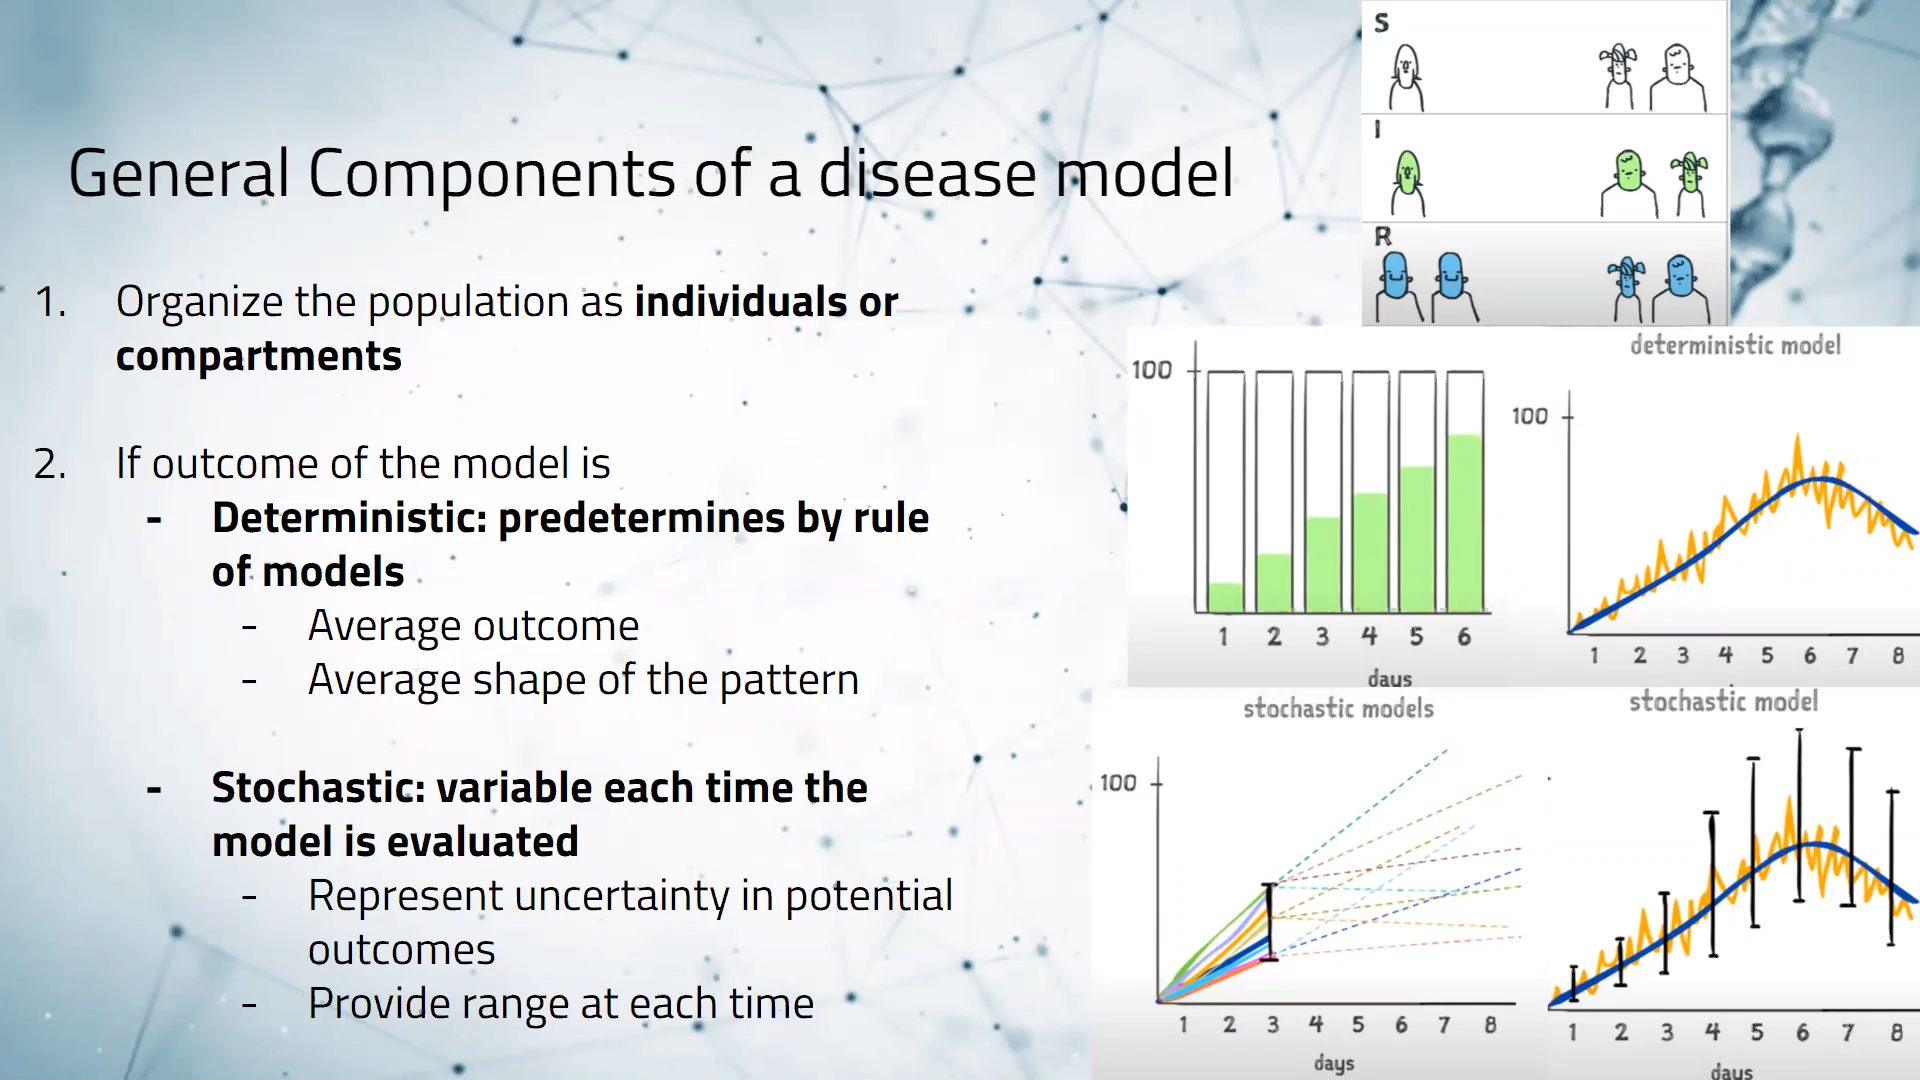 General Components of a disease model
1. Organize the population as individuals or
compartments
2. If outcome of the model is
- Deterministic: predetermines by rule
of models
- Average outcome
- Average shape of the pattern
- Stochastic: variable each time the
model is evaluated
- Represent uncertainty in potential
outcomes
- Provide range at each time
S
I
R
100
1 2 3 4 5 6
days
deterministic model
100
1 2 3 4 5 6 7 8
stochastic models
100
1 2 3 4 5 6 7 8
days
stochastic model
1 2 3 4 5 6 7 8
days